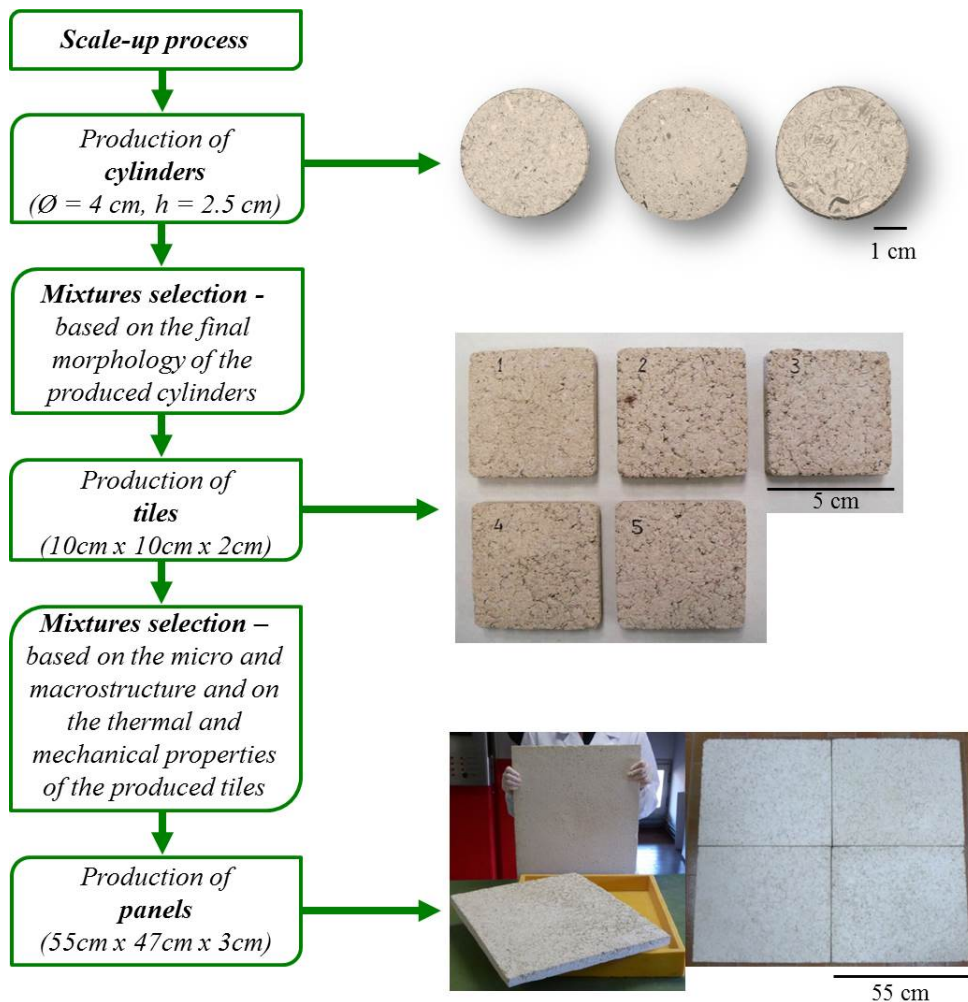 Scale-up process
Production of
cylinders
(Ø = 4 cm, h = 2.5 cm)
1 cm
Mixtures selection -
based on the final
morphology of the
produced cylinders
1
2
3
Production of
tiles
(10cm x 10cm x 2cm)
5 cm
4
5
Mixtures selection –
based on the micro and
macrostructure and on
the thermal and
mechanical properties
of the produced tiles
Production of
panels
(55cm x 47cm x 3cm)
55 cm